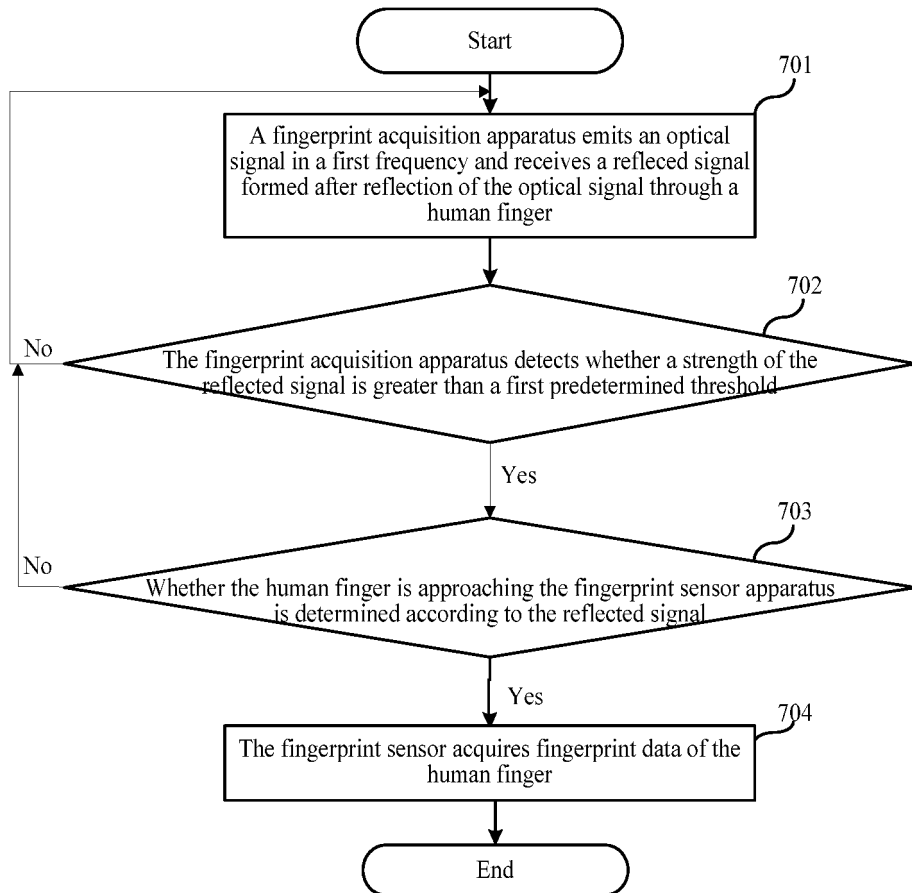 Start
701
A fingerprint acquisition apparatus emits an optical
signal in a first frequency and receives a refleced signal
formed after reflection of the optical signal through a
human finger
702
No
The fingerprint acquisition apparatus detects whether a strength of the
reflected signal is greater than a first predetermined threshold
Yes
703
No
Whether the human finger is approaching the fingerprint sensor apparatus
is determined according to the reflected signal
Yes
704
The fingerprint sensor acquires fingerprint data of the
human finger
End